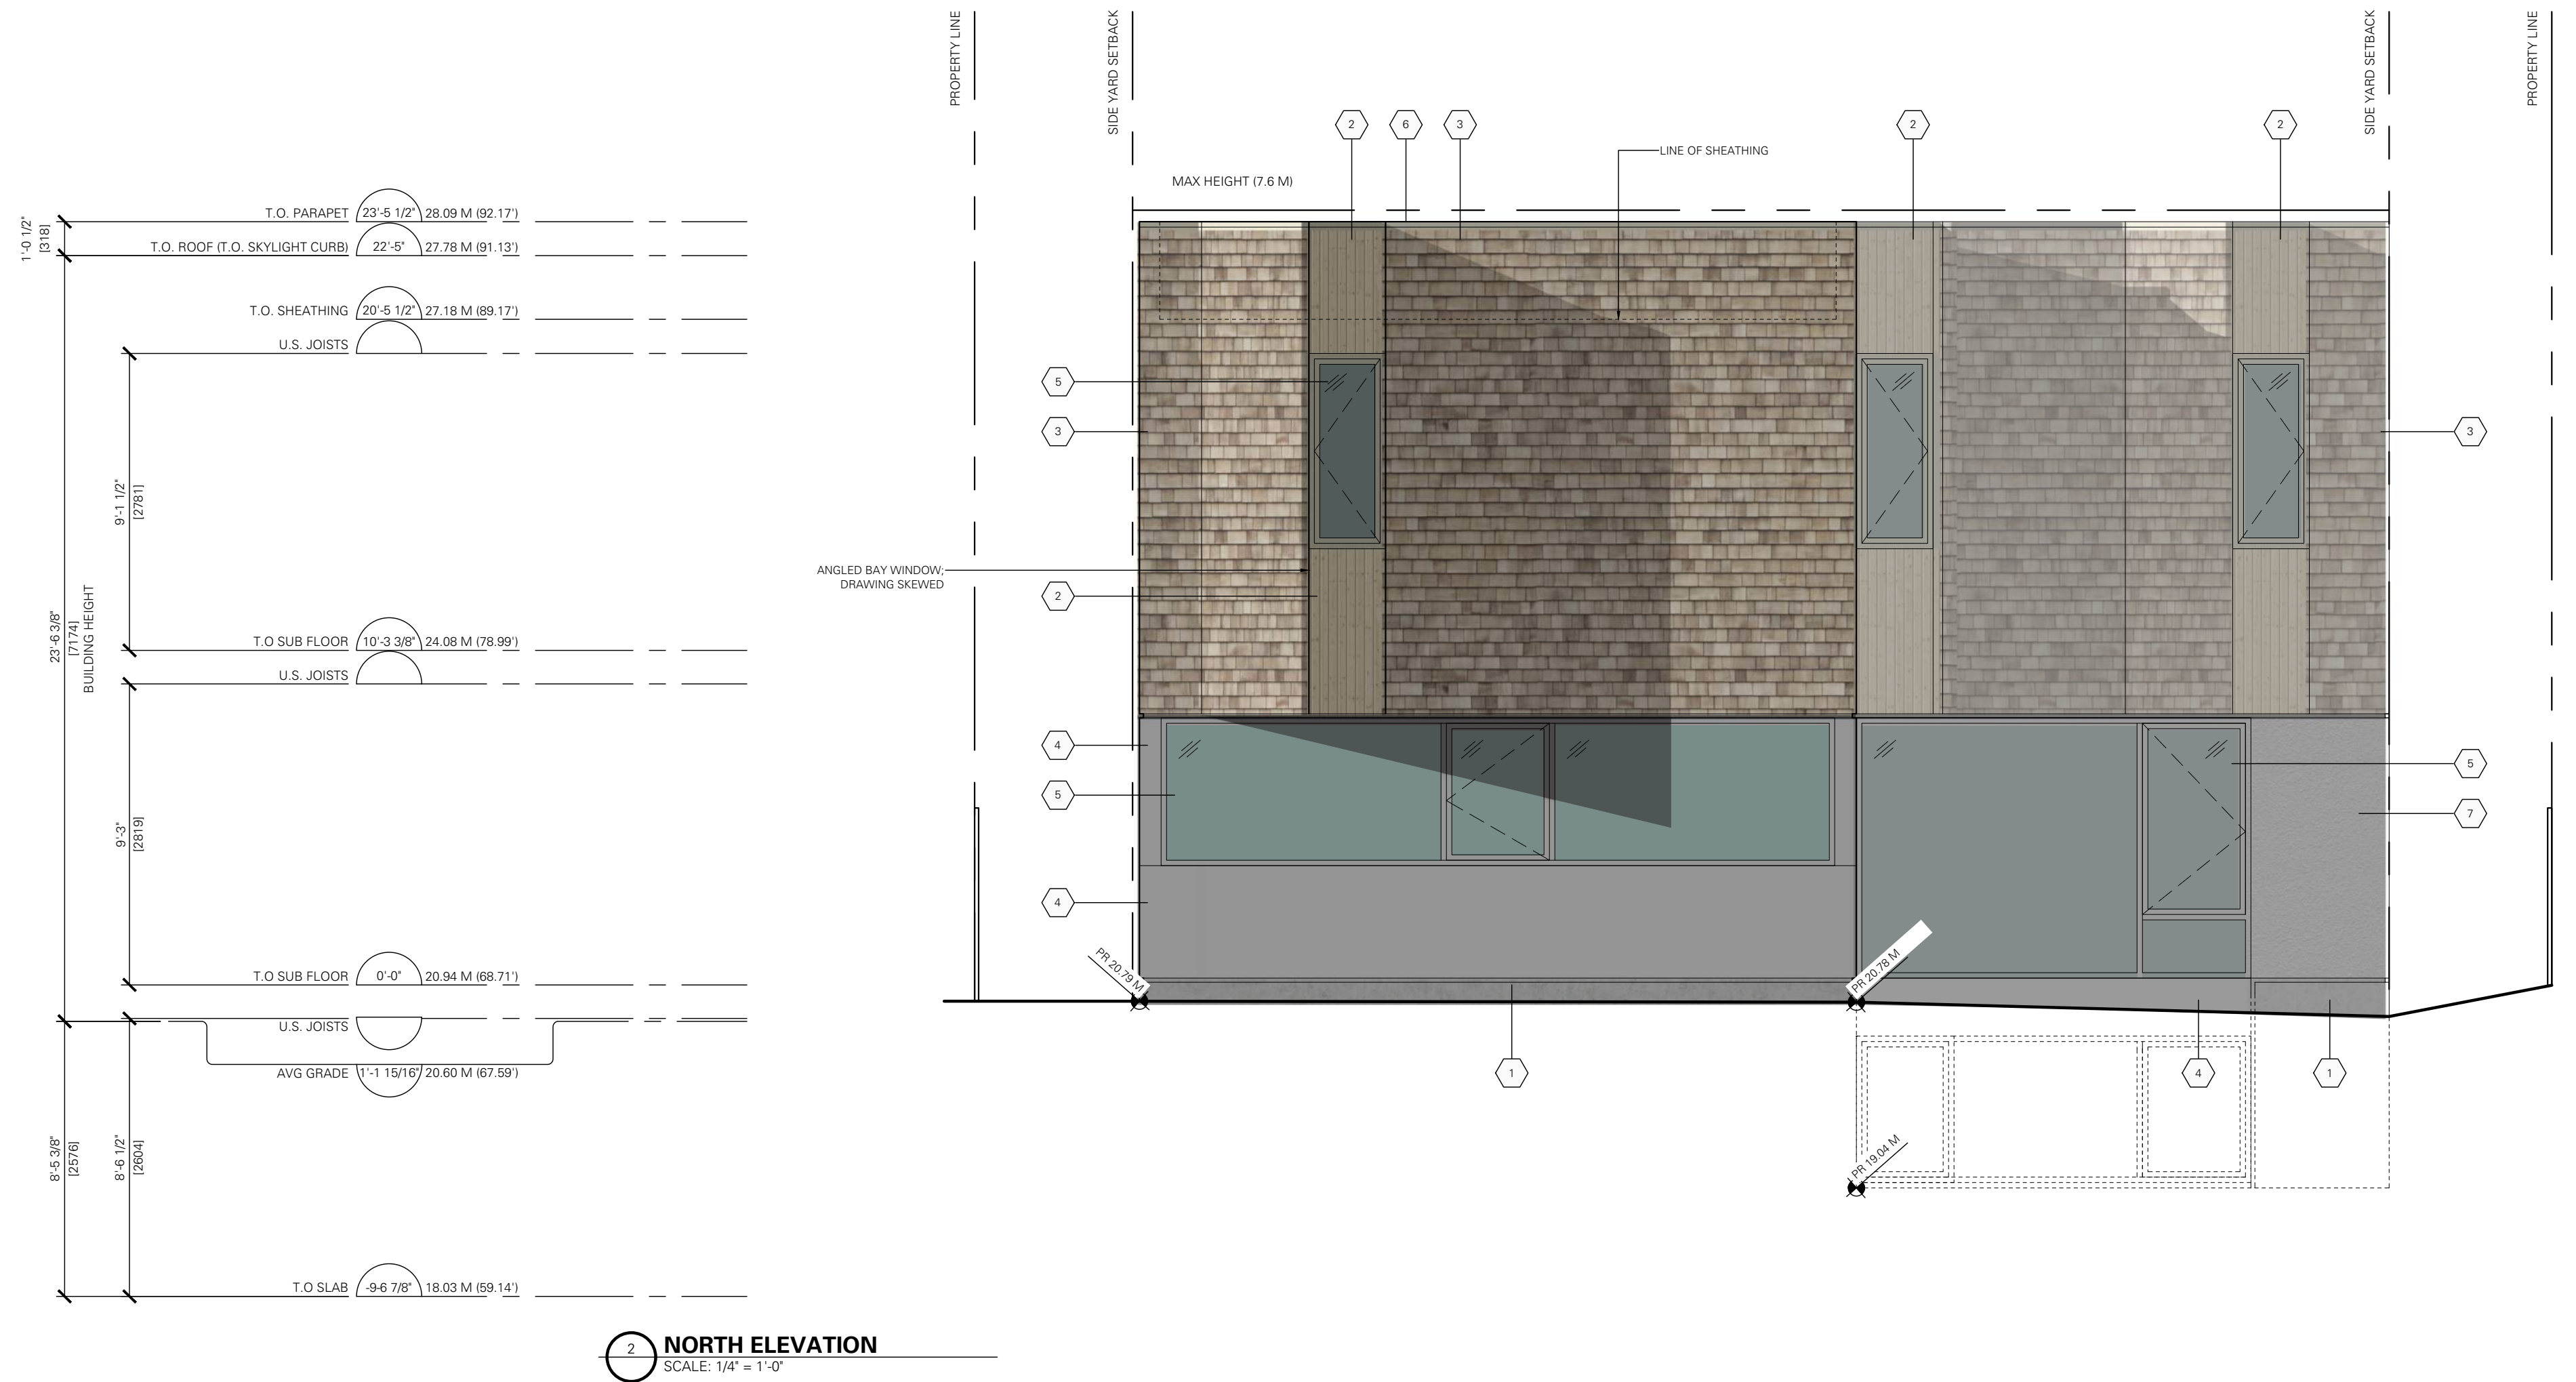 PROPERTY LINE
SIDE YARD SETBACK
SIDE YARD SETBACK
PROPERTY LINE
2
6
3
2
2
LINE OF SHEATHING
MAX HEIGHT (7.6 M)
T.O. PARAPET 23'-5 1/2" 28.09 M (92.17')
1'-0 1/2"
[318]
T.O. ROOF (T.O. SKYLIGHT CURB) 22'-5" 27.78 M (91.13')
T.O. SHEATHING 20'-5 1/2" 27.18 M (89.17')
U.S. JOISTS
5
3
3
9'-1 1/2"
[2781]
ANGLED BAY WINDOW;
DRAWING SKEWED
2
23'-6 3/8"
[7174]
BUILDING HEIGHT
T.O SUB FLOOR 10'-3 3/8" 24.08 M (78.99')
U.S. JOISTS
4
5
5
7
9'-3"
[2819]
4
T.O SUB FLOOR 0'-0" 20.94 M (68.71')
PR 20.79 M
PR 20.78 M
U.S. JOISTS
AVG GRADE 1'-1 15/16" 20.60 M (67.59')
1
4
1
8'-5 3/8"
[2576]
8'-6 1/2"
[2604]
PR 19.04 M
T.O SLAB -9-6 7/8" 18.03 M (59.14')
2
NORTH ELEVATION
SCALE: 1/4" = 1'-0"